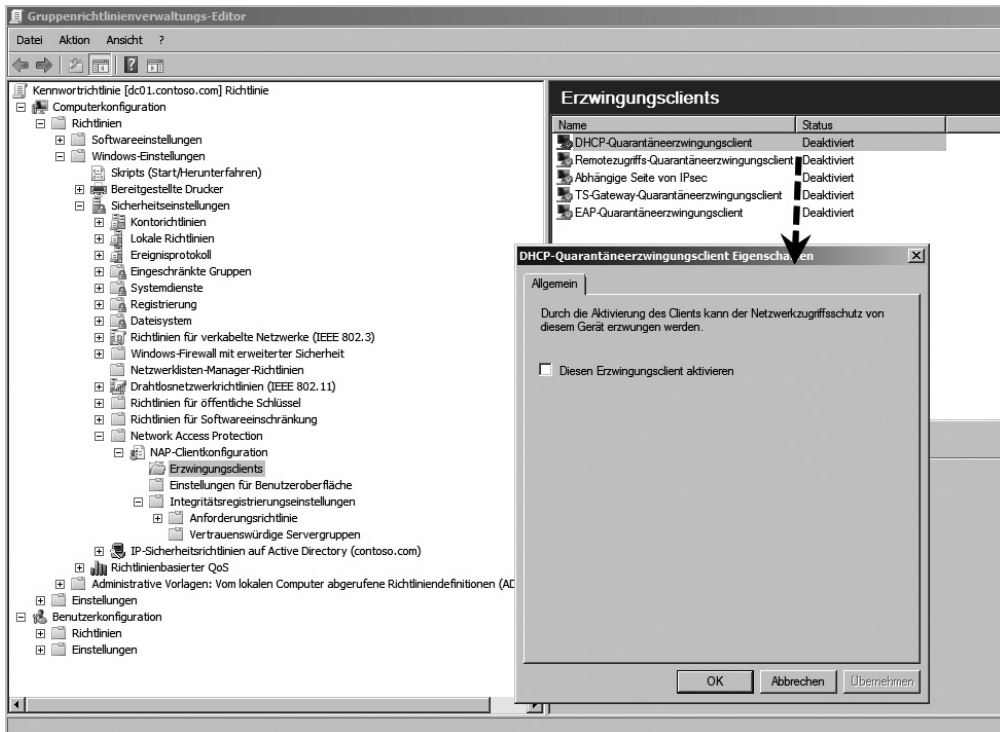 Gruppenrichtlinienverwaltungs-Editor
Datei Aktion Ansicht ?
Kennwortrichtlinie [dc01.contoso.com] Richtlinie
Computerkonfiguration
Richtlinien
Softwareeinstellungen
Windows-Einstellungen
Skripts (Start/Herunterfahren)
Bereitgestellte Drucker
Sicherheitseinstellungen
Kontorichtlinien
Lokale Richtlinien
Ereignisprotokoll
Eingeschränkte Gruppen
Systemdienste
Registrierung
Dateisystem
Richtlinien für verkabelte Netzwerke (IEEE 802.3)
Windows-Firewall mit erweiterter Sicherheit
Netzwerklisten-Manager-Richtlinien
Drahtlosnetzwerkrichtlinien (IEEE 802.11)
Richtlinien für öffentliche Schlüssel
Richtlinien für Softwareeinschränkung
Network Access Protection
NAP-Clientkonfiguration
Erzwingungsclients
Einstellungen für Benutzeroberfläche
Integritätsregistrierungseinstellungen
Anforderungsrichtlinie
Vertrauenswürdige Servergruppen
IP-Sicherheitsrichtlinien auf Active Directory (contoso.com)
Richtlinienbasierter QoS
Administrative Vorlagen: Vom lokalen Computer abgerufene Richtliniendefinitionen (AD
Einstellungen
Benutzerkonfiguration
Richtlinien
Einstellungen
Erzwingungsclients
Name Status
DHCP-Quarantäneerzwingungsclient Deaktiviert
Remotezugriffs-Quarantäneerzwingungsclient Deaktiviert
Abhängige Seite von IPsec Deaktiviert
TS-Gateway-Quarantäneerzwingungsclient Deaktiviert
EAP-Quarantäneerzwingungsclient Deaktiviert
DHCP-Quarantäneerzwingungsclient Eigenschaften
Allgemein
Durch die Aktivierung des Clients kann der Netzwerkzugriffsschutz von
diesem Gerät erzwungen werden.
Diesen Erzwingungsclient aktivieren
OK Abbrechen Übernehmen